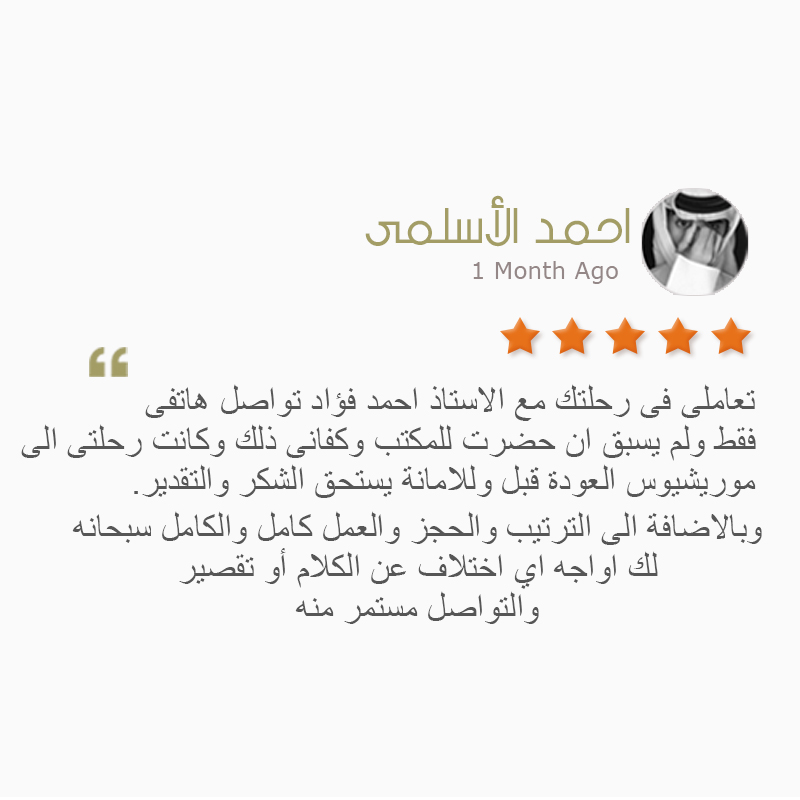 احمد الأسلمى
1 Month Ago
“
تعاملى فى رحلتك مع الاستاذ احمد فؤاد تواصل هاتفى
فقط ولم يسبق ان حضرت للمكتب وكفانى ذلك وكانت رحلتى الى
موريشيوس العودة قبل وللامانة يستحق الشكر والتقدير.
وبالاضافة الى الترتيب والحجز والعمل كامل والكامل سبحانه
لك اواجه اي اختلاف عن الكلام أو تقصير
والتواصل مستمر منه